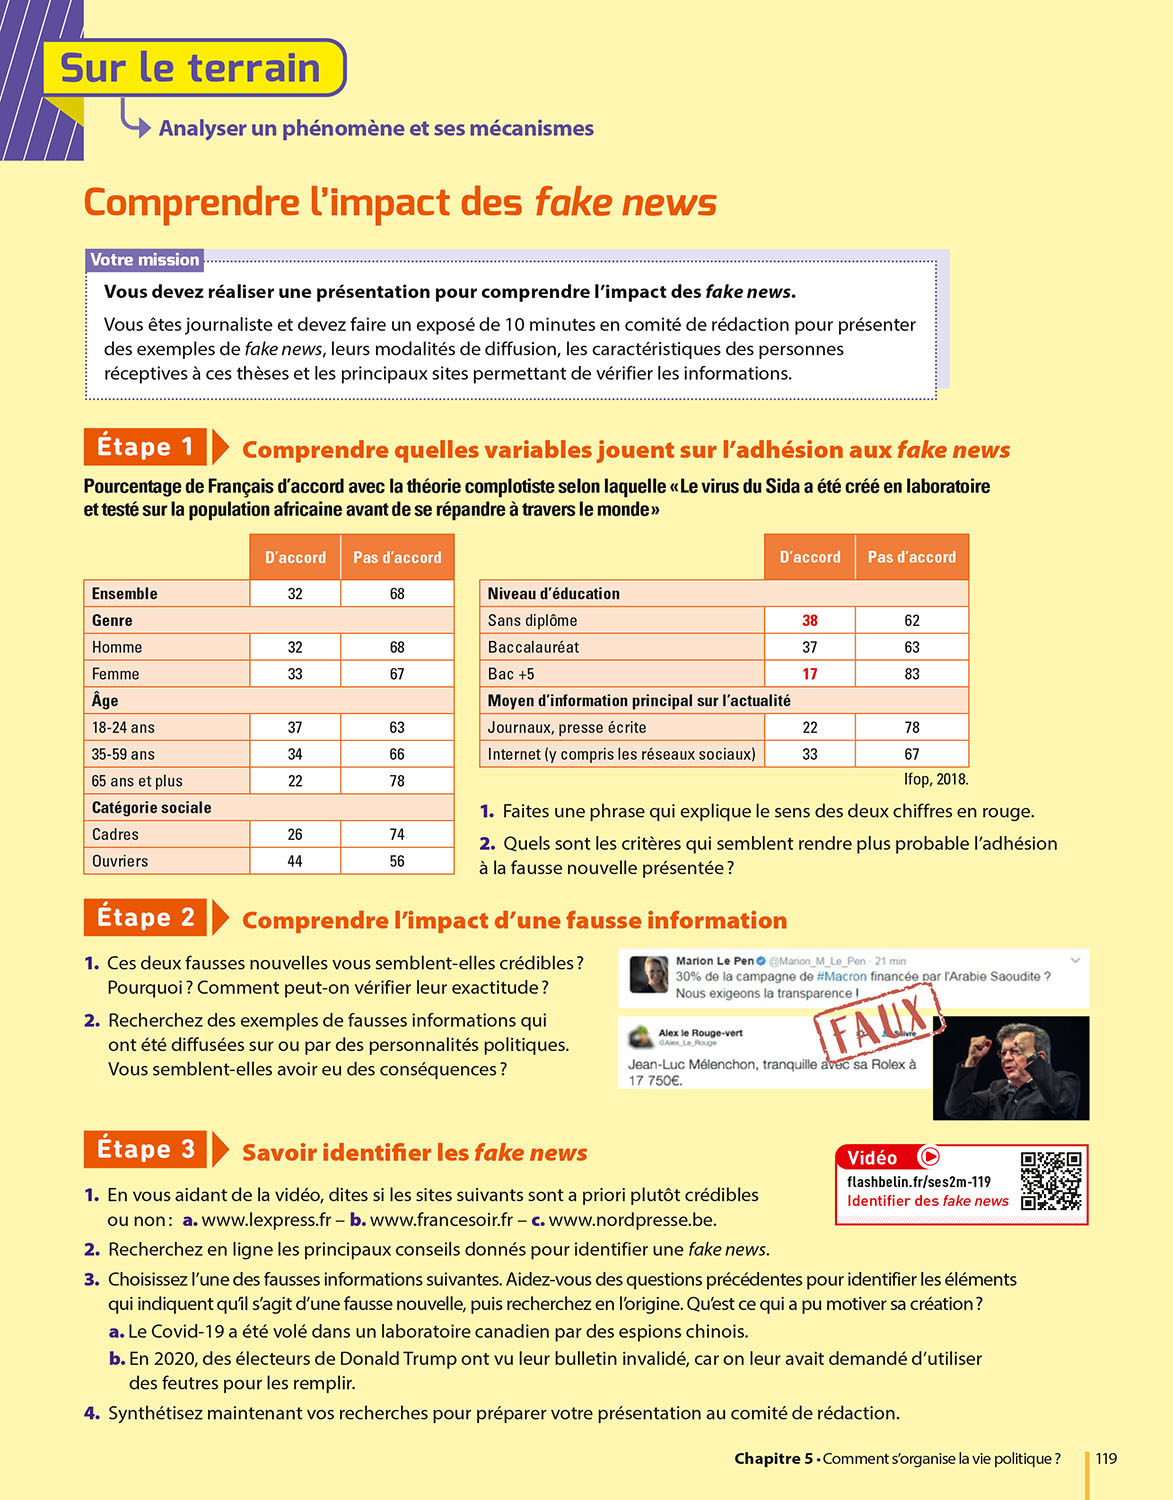 Sur le terrain
Analyser un phénomène et ses mécanismes
Comprendre l’impact des fake news
Votre mission
Vous devez réaliser une présentation pour comprendre l’impact des fake news.
Vous êtes journaliste et devez faire un exposé de 10 minutes en comité de rédaction pour présenter
des exemples de fake news, leurs modalités de diffusion, les caractéristiques des personnes
réceptives à ces thèses et les principaux sites permettant de vérifier les informations.
Étape 1
Comprendre quelles variables jouent sur l’adhésion aux fake news
Pourcentage de Français d’accord avec la théorie complotiste selon laquelle « Le virus du Sida a été créé en laboratoire
et testé sur la population africaine avant de se répandre à travers le monde »
D’accord Pas d’accord
Ensemble 32 68
Genre
Homme 32 68
Femme 33 67
Âge
18-24 ans 37 63
35-59 ans 34 66
65 ans et plus 22 78
Catégorie sociale
Cadres 26 74
Ouvriers 44 56
D’accord Pas d’accord
Niveau d’éducation
Sans diplôme 38 62
Baccalauréat 37 63
Bac +5 17 83
Moyen d’information principal sur l’actualité
Journaux, presse écrite 22 78
Internet (y compris les réseaux sociaux) 33 67
Ifop, 2018.
1. Faites une phrase qui explique le sens des deux chiffres en rouge.
2. Quels sont les critères qui semblent rendre plus probable l’adhésion
à la fausse nouvelle présentée ?
Étape 2
Comprendre l’impact d’une fausse information
1. Ces deux fausses nouvelles vous semblent-elles crédibles ?
Pourquoi ? Comment peut-on vérifier leur exactitude ?
2. Recherchez des exemples de fausses informations qui
ont été diffusées sur ou par des personnalités politiques.
Vous semblent-elles avoir eu des conséquences ?
Marion Le Pen @Marion_M_Le_Pen · 21 min
30% de la campagne de #Macron financée par l'Arabie Saoudite ?
Nous exigeons la transparence !
FAUX
Alex le Rouge-vert Suivre
@Alex_Le_Rouge
Jean-Luc Mélenchon, tranquille avec sa Rolex à
17 750€.
Étape 3
Savoir identifier les fake news
Vidéo
flashbelin.fr/ses2m-119
Identifier des fake news
1. En vous aidant de la vidéo, dites si les sites suivants sont a priori plutôt crédibles
ou non : a. www.lexpress.fr – b. www.francesoir.fr – c. www.nordpresse.be.
2. Recherchez en ligne les principaux conseils donnés pour identifier une fake news.
3. Choisissez l’une des fausses informations suivantes. Aidez-vous des questions précédentes pour identifier les éléments
qui indiquent qu’il s’agit d’une fausse nouvelle, puis recherchez en l’origine. Qu’est ce qui a pu motiver sa création ?
a. Le Covid-19 a été volé dans un laboratoire canadien par des espions chinois.
b. En 2020, des électeurs de Donald Trump ont vu leur bulletin invalidé, car on leur avait demandé d’utiliser
des feutres pour les remplir.
4. Synthétisez maintenant vos recherches pour préparer votre présentation au comité de rédaction.
Chapitre 5 • Comment s’organise la vie politique ? 119